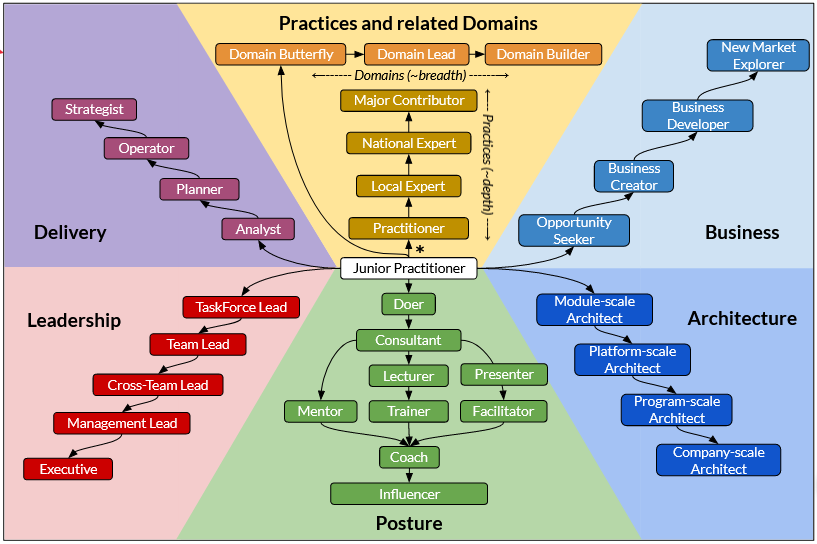 Practices and related Domains
Domain Butterfly
Domain Lead
Domain Builder
Domains (~breadth)
Major Contributor
National Expert
Local Expert
Practitioner
Practices (~depth)
*
Junior Practitioner
Strategist
Operator
Planner
Analyst
Delivery
New Market
Explorer
Business
Developer
Business
Creator
Opportunity
Seeker
Business
Leadership
TaskForce Lead
Team Lead
Cross-Team Lead
Management Lead
Executive
Doer
Consultant
Lecturer
Presenter
Mentor
Trainer
Facilitator
Coach
Influencer
Posture
Architecture
Module-scale
Architect
Platform-scale
Architect
Program-scale
Architect
Company-scale
Architect